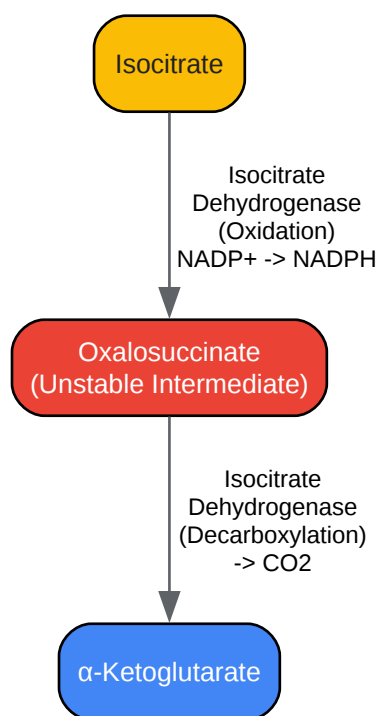 Isocitrate
Isocitrate
Dehydrogenase
(Oxidation)
NADP+ -> NADPH
Oxalosuccinate
(Unstable Intermediate)
Isocitrate
Dehydrogenase
(Decarboxylation)
-> CO2
α-Ketoglutarate